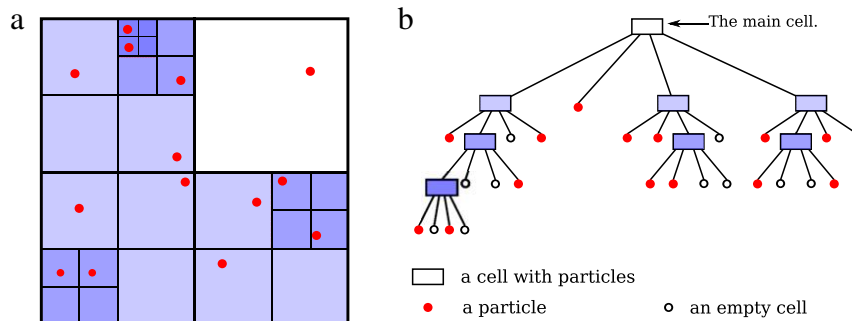 a
b
The main cell.
a cell with particles
a particle
an empty cell